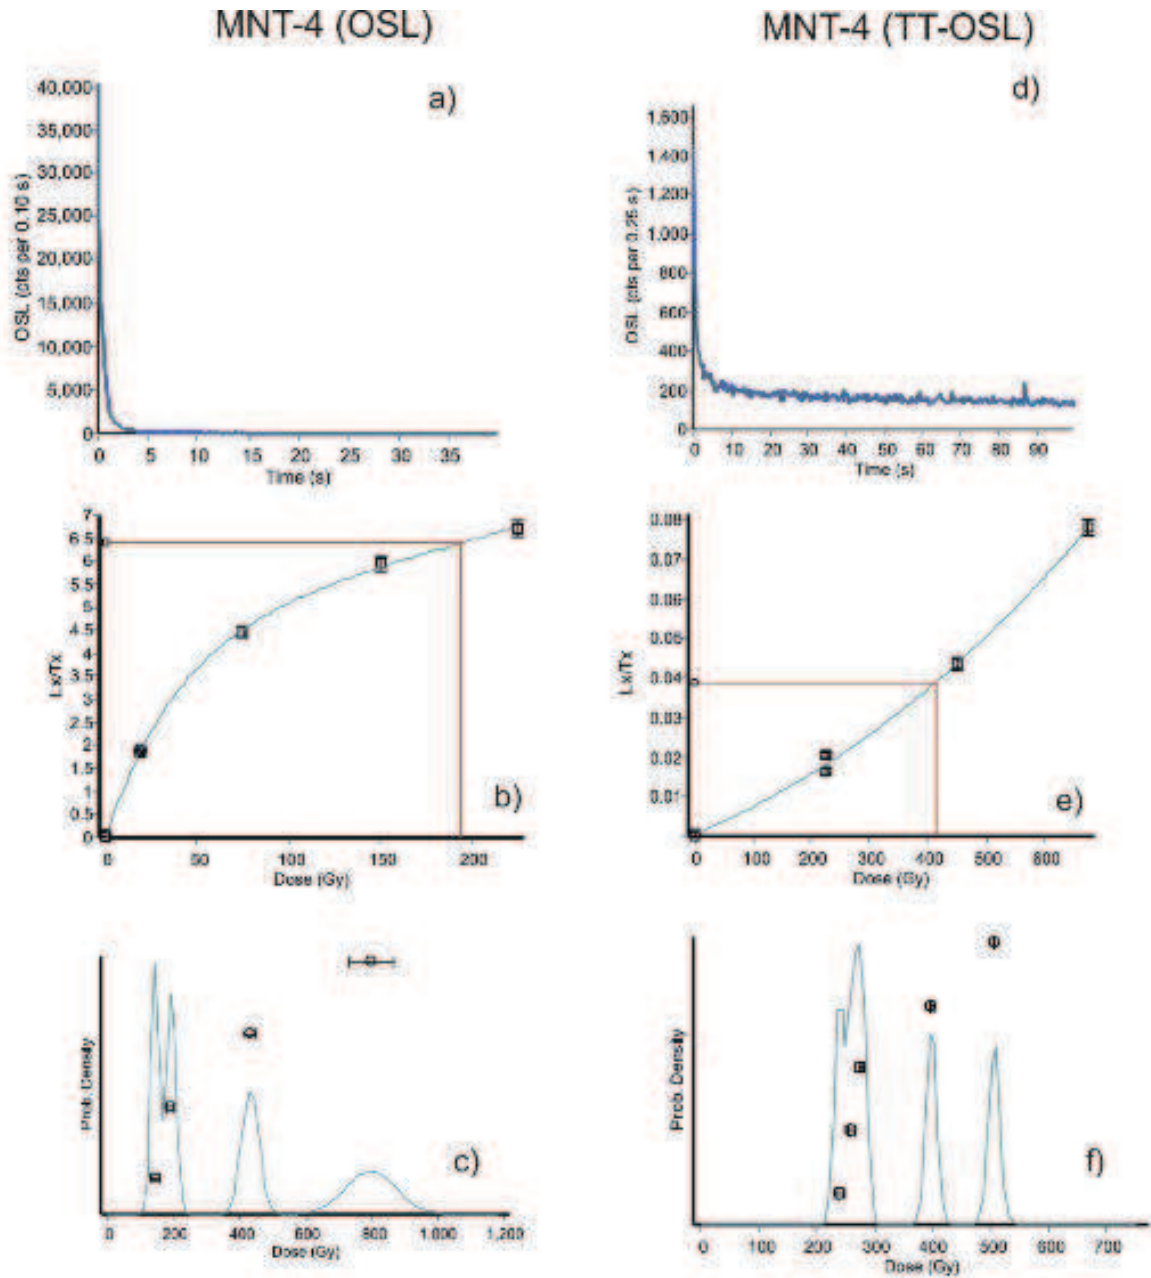 MNT-4 (OSL)
MNT-4 (TT-OSL)
a)
40,000
35,000
30,000
25,000
20,000
15,000
10,000
5,000
0
OSL (cts per 0.10 s)
0 5 10 15 20 25 30 35
Time (s)
d)
1,600
1,400
1,200
1,000
800
600
400
200
0
OSL (cts per 0.25 s)
0 10 20 30 40 50 60 70 80 90
Time (s)
7
6.5
6
5.5
5
4.5
4
3.5
3
2.5
2
1.5
1
0.5
0
Lx/Tx
b)
0 50 100 150 200
Dose (Gy)
0.08
0.07
0.06
0.05
0.04
0.03
0.02
0.01
Lx/Tx
e)
0 100 200 300 400 500 600
Dose (Gy)
Prob. Density
c)
0 200 400 600 800 1,000 1,200
Dose (Gy)
Prob. Density
f)
0 100 200 300 400 500 600 700
Dose (Gy)